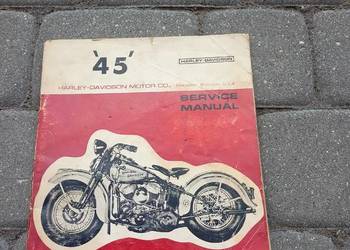 '45'
HARLEY-DAVIDSON
HARLEY-DAVIDSON MOTOR CO.,
SERVICE
MANUAL